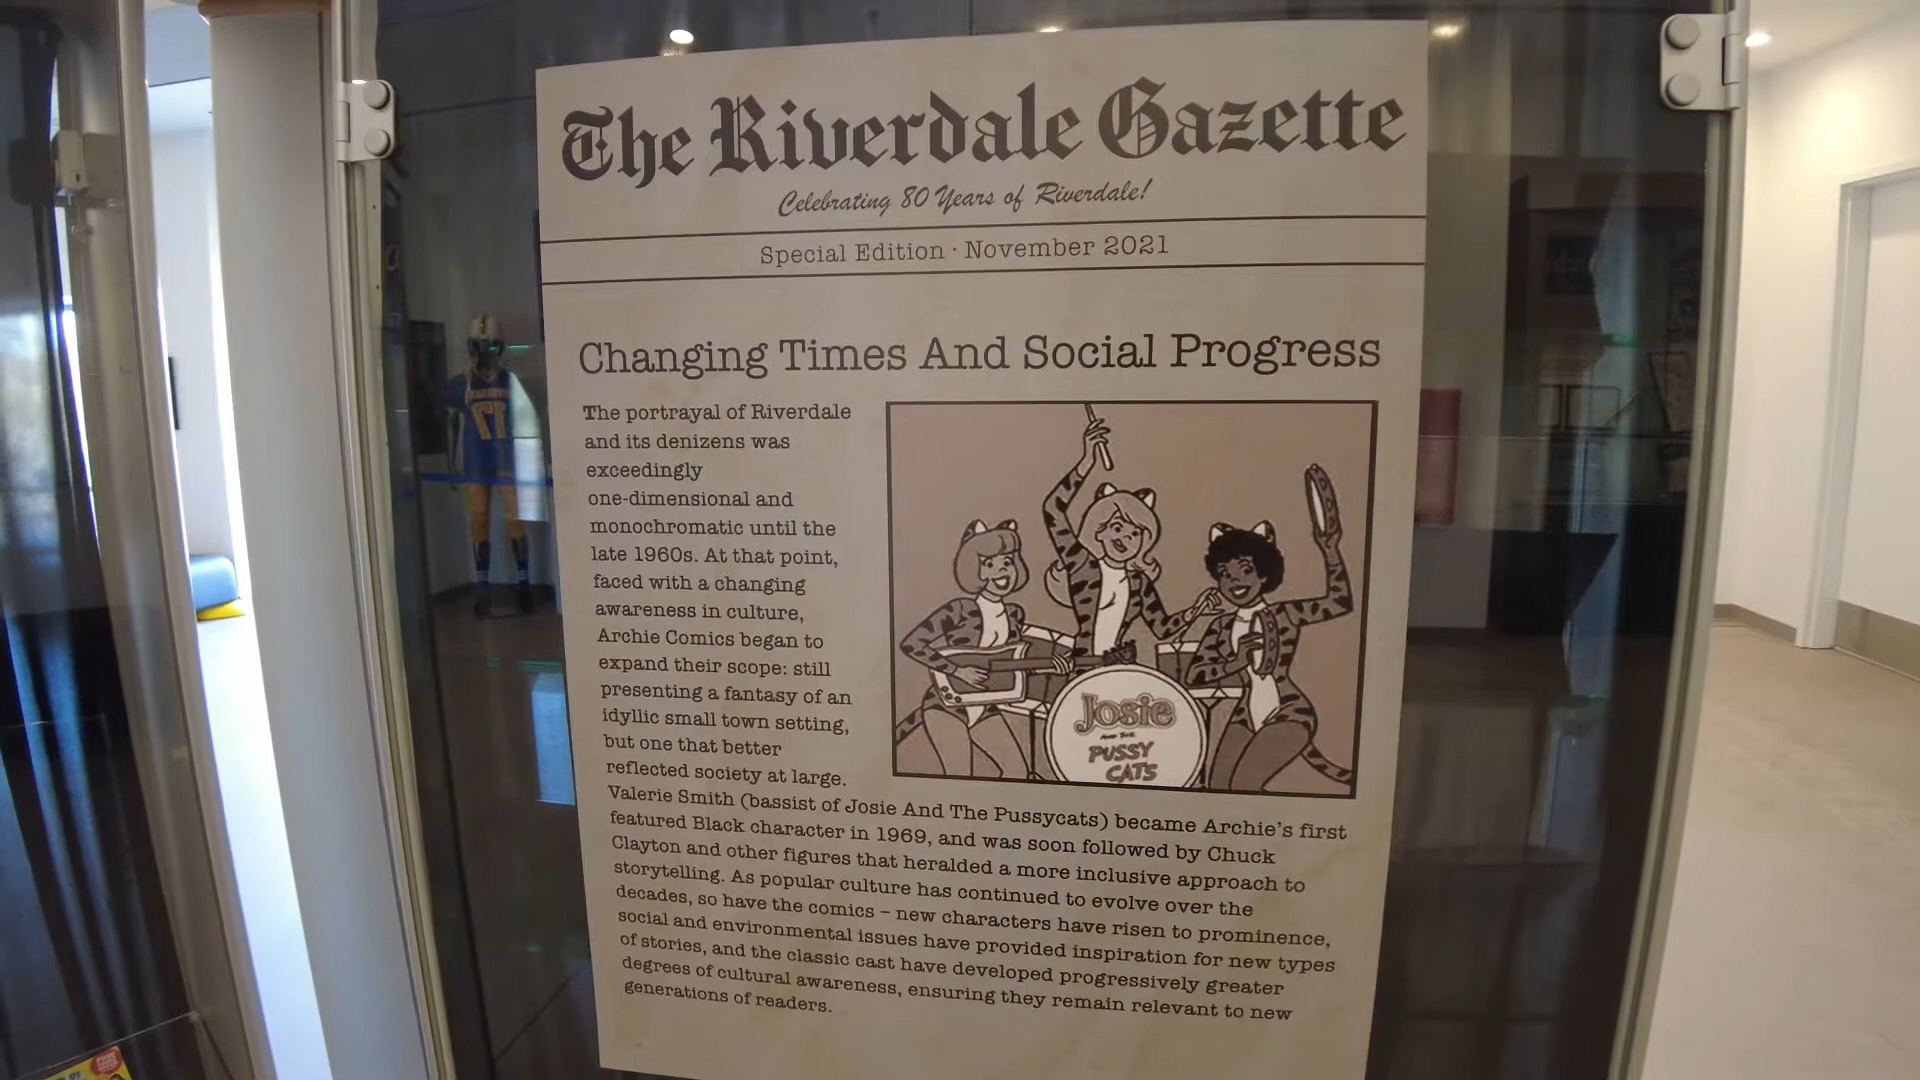 The Riverdale Gazette
Celebrating 80 Years of Riverdale!
Special Edition · November 2021
Changing Times And Social Progress
The portrayal of Riverdale
and its denizens was
exceedingly
one-dimensional and
monochromatic until the
late 1960s. At that point,
faced with a changing
awareness in culture,
Archie Comics began to
expand their scope: still
presenting a fantasy of an
idyllic small town setting,
but one that better
reflected society at large.
Valerie Smith (bassist of Josie And The Pussycats) became Archie's first
featured Black character in 1969, and was soon followed by Chuck
Clayton and other figures that heralded a more inclusive approach to
storytelling. As popular culture has continued to evolve over the
decades, so have the comics – new characters have risen to prominence,
social and environmental issues have provided inspiration for new types
of stories, and the classic cast have developed progressively greater
degrees of cultural awareness, ensuring they remain relevant to new
generations of readers.
Josie
AND THE
PUSSY
CATS